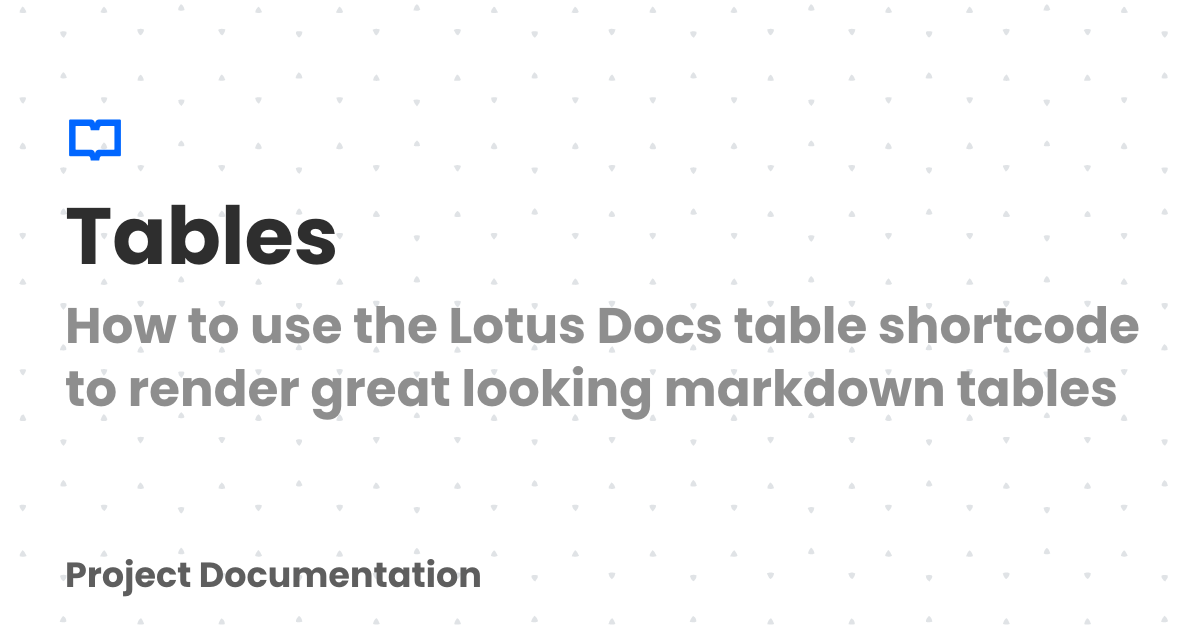 Tables
How to use the Lotus Docs table shortcode
to render great looking markdown tables
Project Documentation